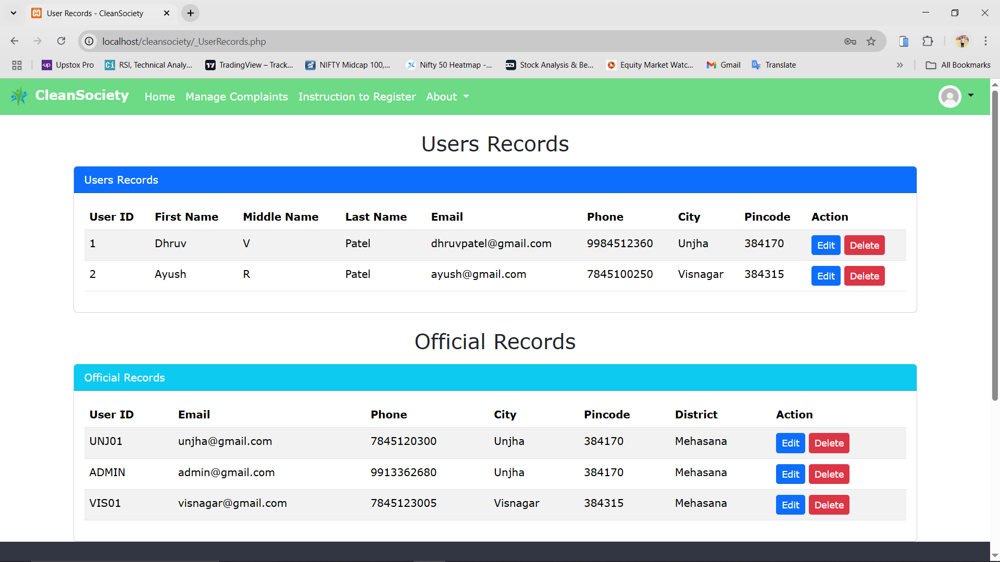 User Records - CleanSociety
localhost/cleansociety/_UserRecords.php
Upstox Pro RSI, Technical Analy... TradingView – Track... NIFTY Midcap 100,... Nifty 50 Heatmap -... Stock Analysis & Be... Equity Market Watc... Gmail Translate » All Bookmarks
CleanSociety Home Manage Complaints Instruction to Register About
Users Records
Users Records
User ID First Name Middle Name Last Name Email Phone City Pincode Action
1 Dhruv V Patel dhruvpatel@gmail.com 9984512360 Unjha 384170 Edit Delete
2 Ayush R Patel ayush@gmail.com 7845100250 Visnagar 384315 Edit Delete
Official Records
Official Records
User ID Email Phone City Pincode District Action
UNJ01 unjha@gmail.com 7845120300 Unjha 384170 Mehasana Edit Delete
ADMIN admin@gmail.com 9913362680 Unjha 384170 Mehasana Edit Delete
VIS01 visnagar@gmail.com 7845123005 Visnagar 384315 Mehasana Edit Delete